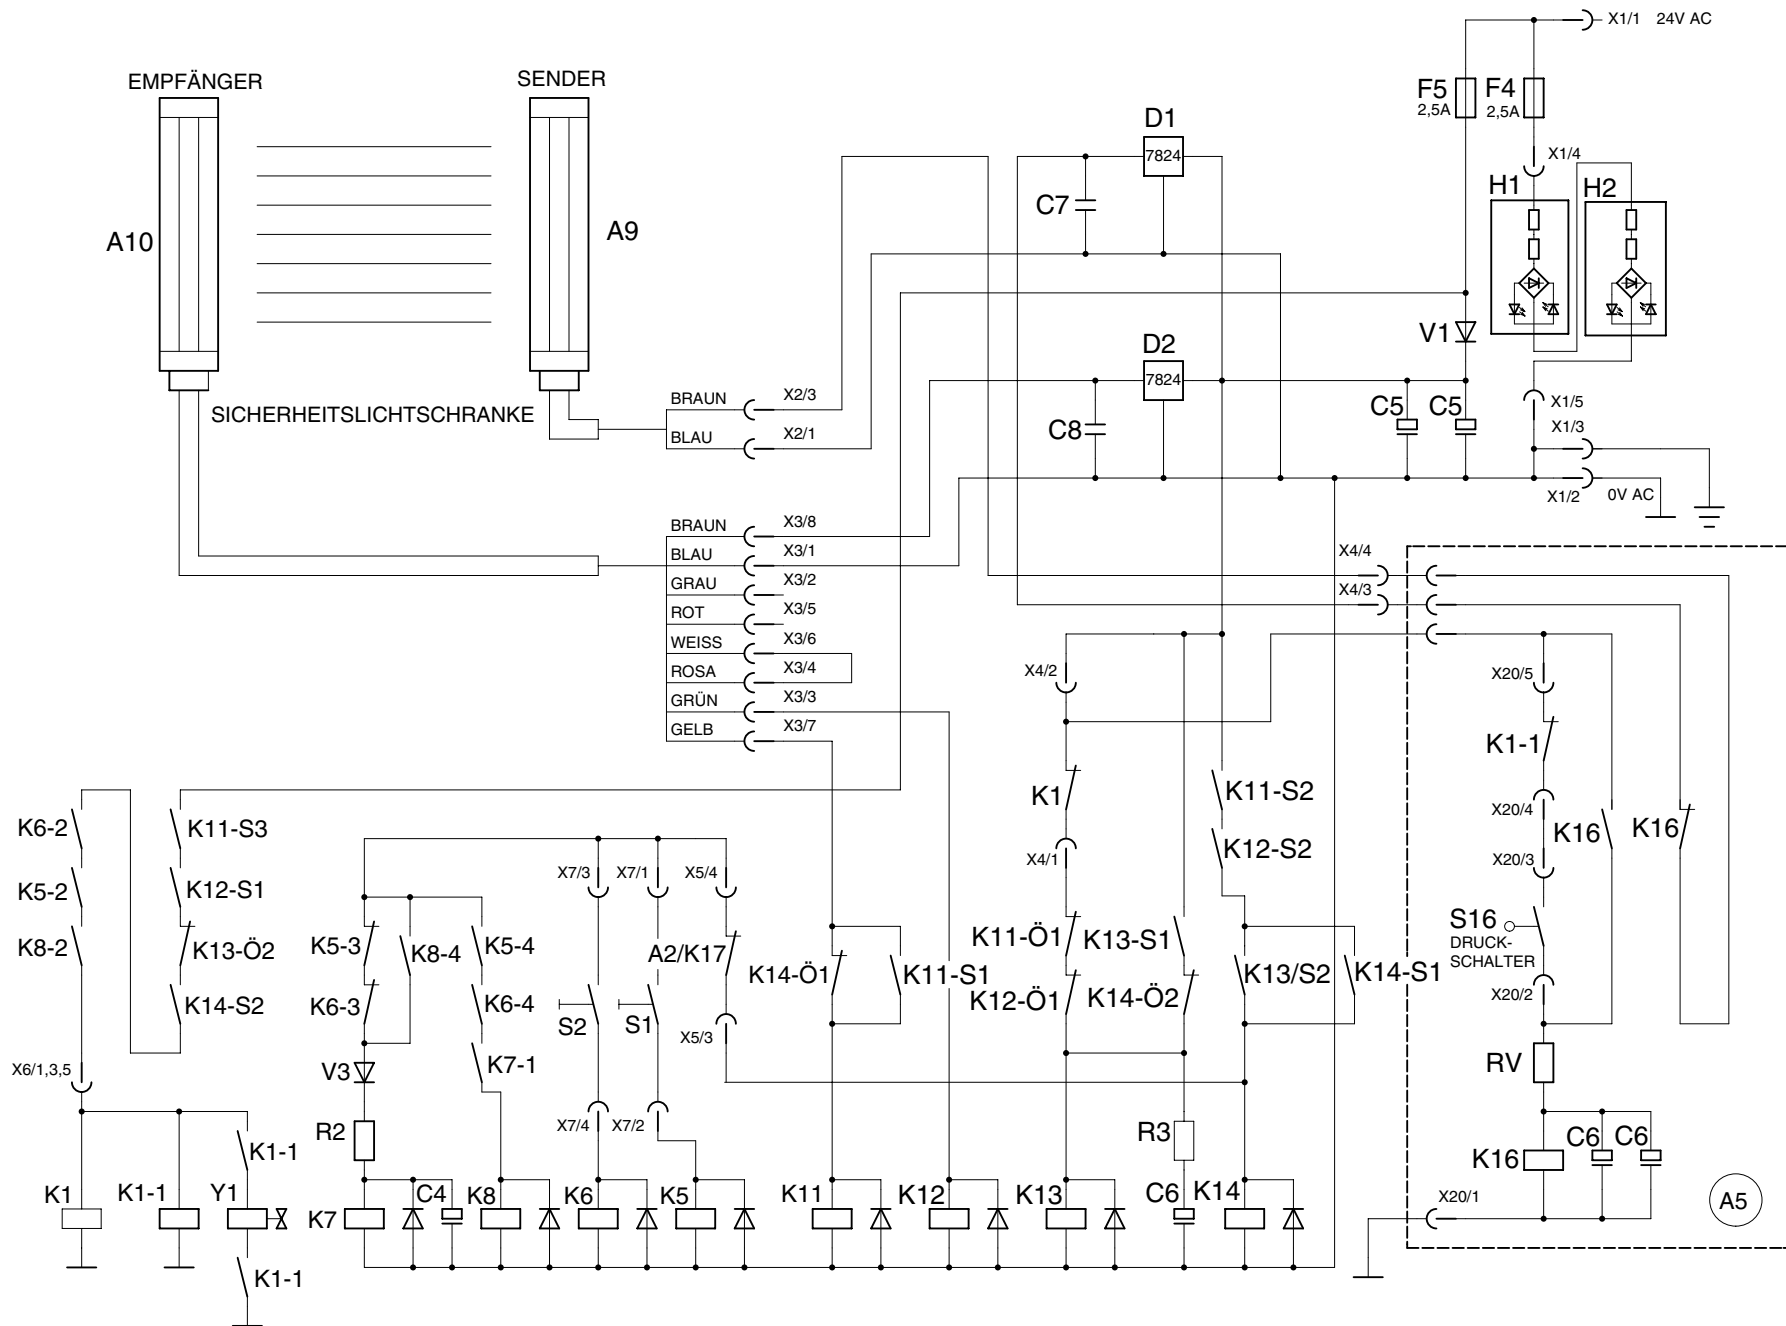 X1/1 24V AC
EMPFÄNGER
SENDER
F5
2,5A
F4
2,5A
D1
7824
X1/4
H1
H2
C7
A10
A9
V1
D2
7824
BRAUN
X2/3
SICHERHEITSLICHTSCHRANKE
C5
C5
X1/5
C8
BLAU
X2/1
X1/3
X1/2
0V AC
BRAUN
X3/8
BLAU
X3/1
X4/4
GRAU
X3/2
X4/3
ROT
X3/5
WEISS
X3/6
ROSA
X3/4
X4/2
X20/5
GRÜN
X3/3
GELB
X3/7
K1-1
K1
K11-S2
X20/4
K6-2
K11-S3
K16
K16
K12-S2
X4/1
X20/3
X7/3
X7/1
X5/4
K5-2
K12-S1
S16
DRUCK-
SCHALTER
K8-2
K13-Ö2
K5-3
K8-4
K5-4
A2/K17
K11-Ö1
K13-S1
K14-Ö1
K11-S1
K13/S2
K14-S1
K14-S2
K6-3
K6-4
K12-Ö1
K14-Ö2
X20/2
S2
S1
X5/3
X6/1,3,5
V3
K7-1
RV
R2
X7/4
X7/2
R3
K1-1
C6
C6
K16
K1
K1-1
Y1
K7
C4
K8
K6
K5
K11
K12
K13
C6
K14
X20/1
A5
K1-1